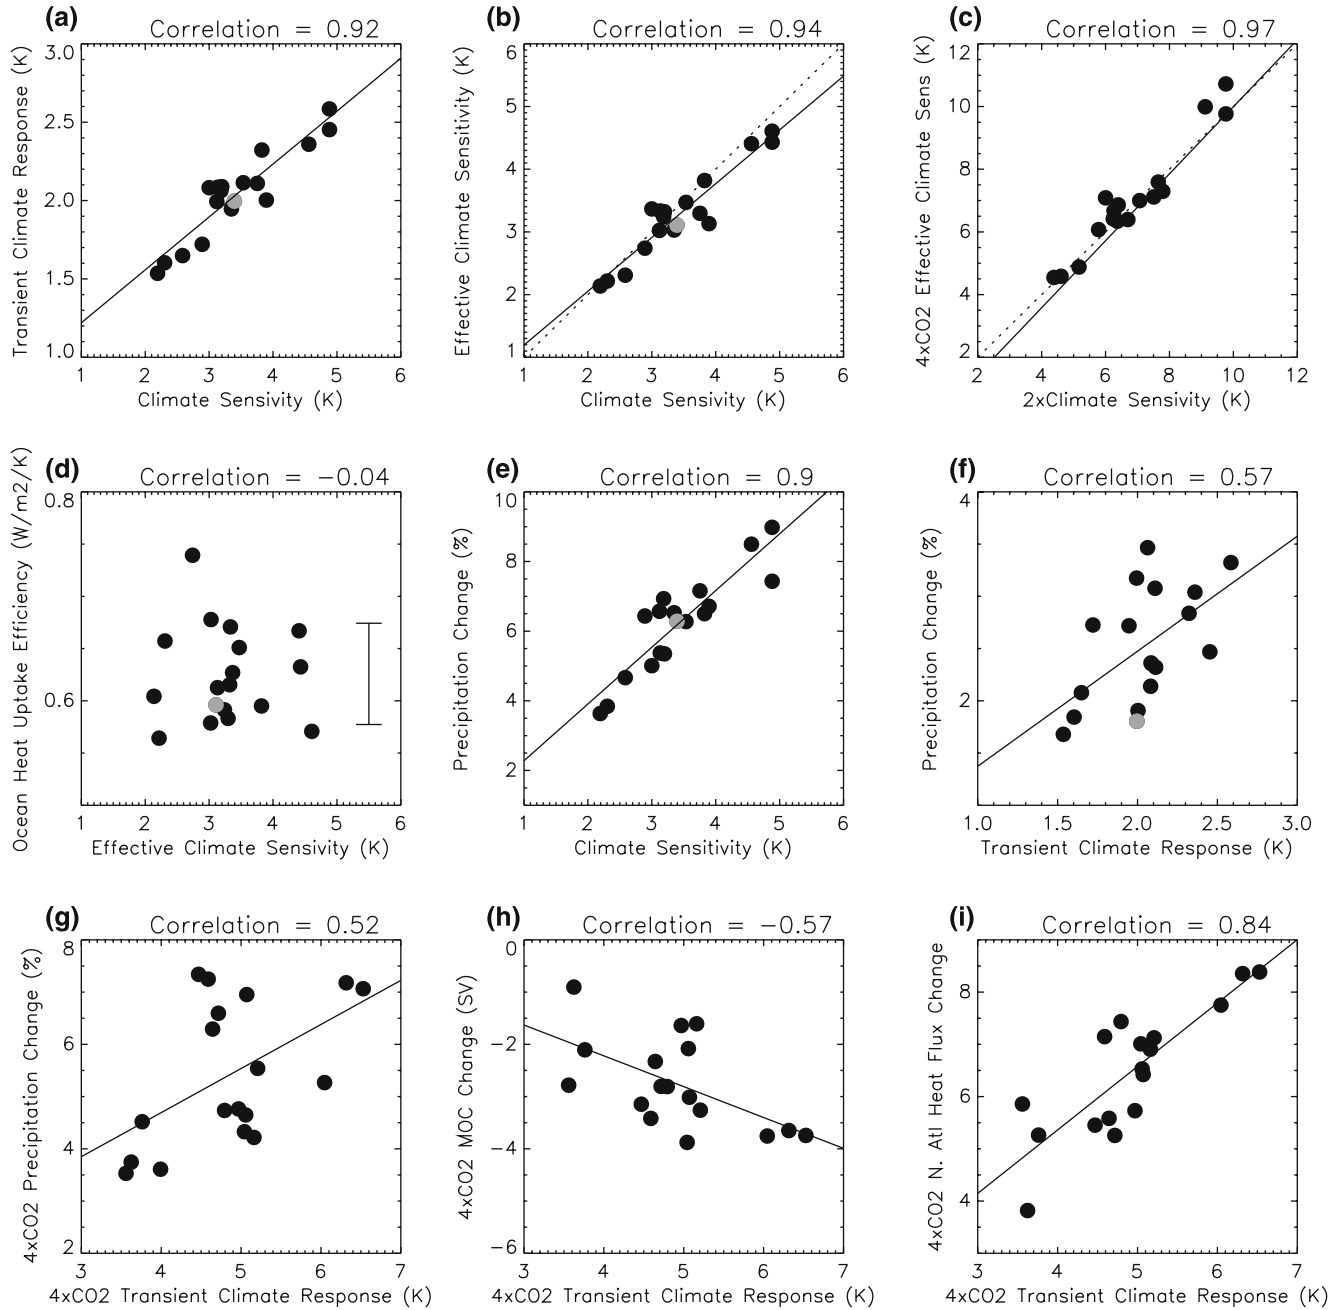 (a) Correlation = 0.92
Transient Climate Response (K)
3.0
2.5
2.0
1.5
1.0
1 2 3 4 5 6
Climate Sensivity (K)
(b) Correlation = 0.94
Effective Climate Sensitivity (K)
6
5
4
3
2
1
1 2 3 4 5 6
Climate Sensivity (K)
(c) Correlation = 0.97
4xCO2 Effective Climate Sens (K)
12
10
8
6
4
2
2 4 6 8 10 12
2xClimate Sensitivity (K)
(d) Correlation = −0.04
Ocean Heat Uptake Efficiency (W/m2/K)
0.8
0.6
1 2 3 4 5 6
Effective Climate Sensivity (K)
(e) Correlation = 0.9
Precipitation Change (%)
10
8
6
4
2
1 2 3 4 5 6
Climate Sensitivity (K)
(f) Correlation = 0.57
Precipitation Change (%)
4
2
1.0 1.5 2.0 2.5 3.0
Transient Climate Response (K)
(g) Correlation = 0.52
4xCO2 Precipitation Change (%)
8
6
4
2
3 4 5 6 7
4xCO2 Transient Climate Response (K)
(h) Correlation = −0.57
4xCO2 MOC Change (SV)
0
−2
−4
−6
3 4 5 6 7
4xCO2 Transient Climate Response (K)
(i) Correlation = 0.84
4xCO2 N. Atl Heat Flux Change
8
6
4
3 4 5 6 7
4xCO2 Transient Climate Response (K)